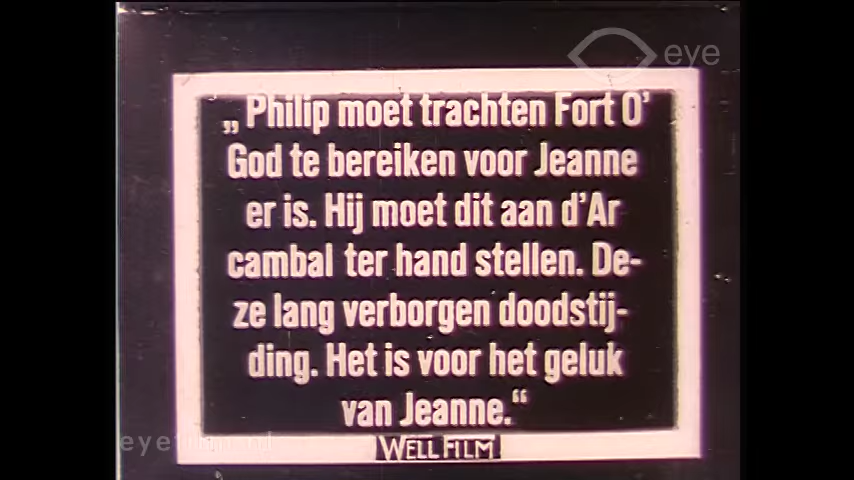 eye
„ Philip moet trachten Fort O'
God te bereiken voor Jeanne
er is. Hij moet dit aan d'Ar
cambal ter hand stellen. De-
ze lang verborgen doodstij-
ding. Het is voor het geluk
van Jeanne.“
WELL FILM
eyefilm.nl